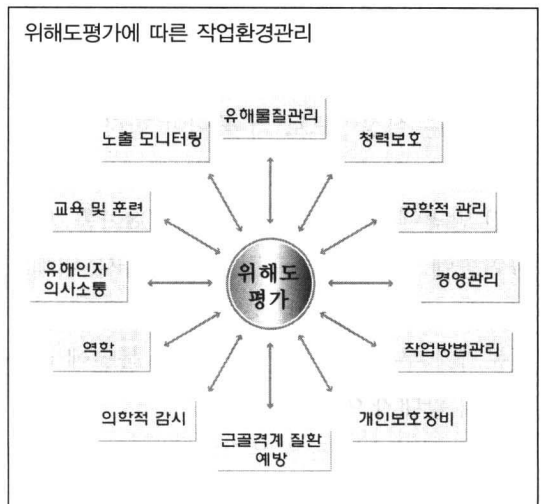 위해도평가에 따른 작업환경관리
유해물질관리
노출 모니터링
청력보호
교육 및 훈련
공학적 관리
유해인자
의사소통
위해도
평가
경영관리
역학
작업방법관리
의학적 감시
개인보호장비
근골격계 질환
예방